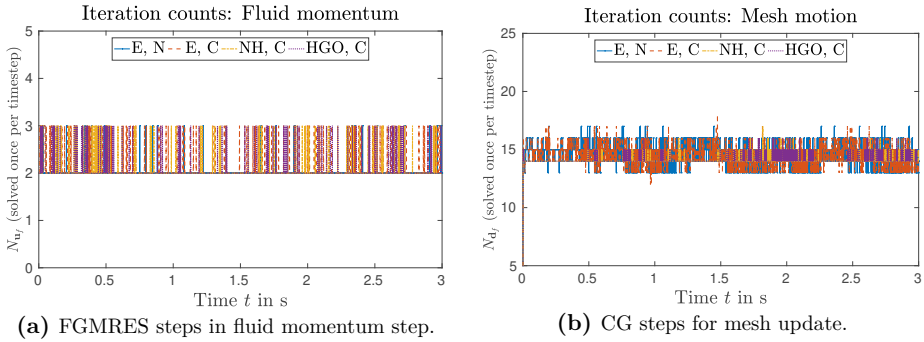 Iteration counts: Fluid momentum
E, N E, C NH, C HGO, C
N_{u_f} (solved once per timestep)
5
4
3
2
1
0
0 0.5 1 1.5 2 2.5 3
Time t in s
(a) FGMRES steps in fluid momentum step.
Iteration counts: Mesh motion
E, N E, C NH, C HGO, C
N_{d_f} (solved once per timestep)
25
20
15
10
5
0 0.5 1 1.5 2 2.5 3
Time t in s
(b) CG steps for mesh update.